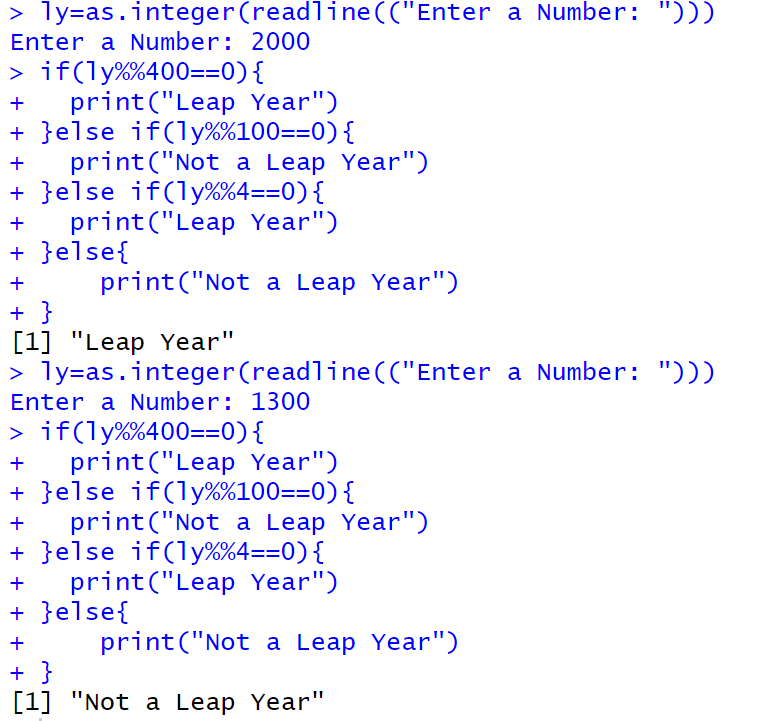 > ly=as.integer(readline(("Enter a Number: ")))
Enter a Number: 2000
> if(ly%%400==0){
+   print("Leap Year")
+ }else if(ly%%100==0){
+   print("Not a Leap Year")
+ }else if(ly%%4==0){
+   print("Leap Year")
+ }else{
+     print("Not a Leap Year")
+ }
[1] "Leap Year"
> ly=as.integer(readline(("Enter a Number: ")))
Enter a Number: 1300
> if(ly%%400==0){
+   print("Leap Year")
+ }else if(ly%%100==0){
+   print("Not a Leap Year")
+ }else if(ly%%4==0){
+   print("Leap Year")
+ }else{
+     print("Not a Leap Year")
+ }
[1] "Not a Leap Year"